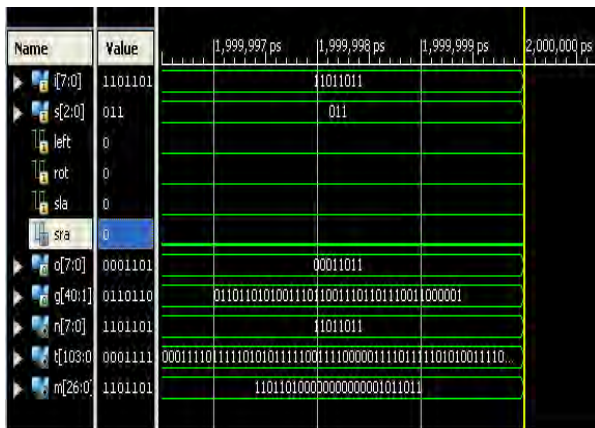 Name Value 1,999,997 ps 1,999,998 ps 1,999,999 ps 2,000,000 ps
i[7:0] 1101101 11011011
s[2:0] 011 011
left 0
rot 0
sla 0
sra 0
o[7:0] 0001101 00011011
g[40:1] 0110110 0110110101001110110011101101110011000001
n[7:0] 1101101 11011011
t[103:0 0001111
m[26:0] 1101101 110110100000000000001011011